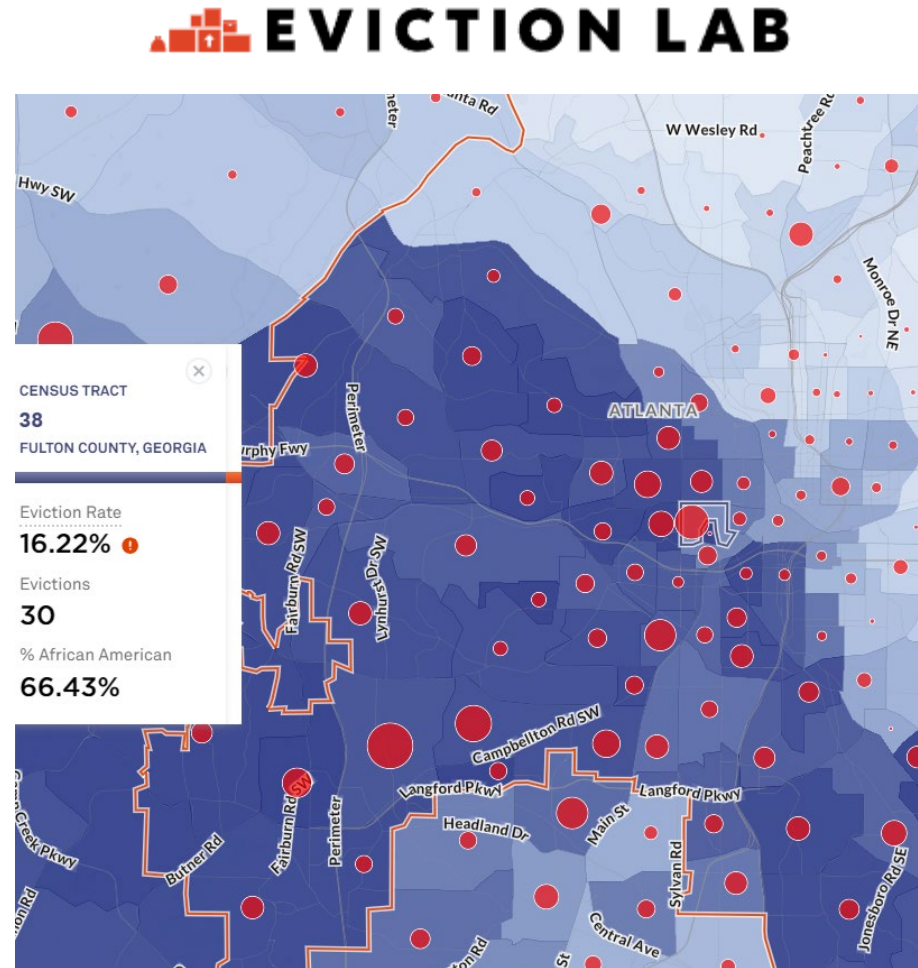 EVICTION LAB
W Wesley Rd
Peachtree Rd
Hwy SW
Monroe Dr NE
CENSUS TRACT
38
FULTON COUNTY, GEORGIA
Eviction Rate
16.22%
Evictions
30
% African American
66.43%
Perimeter
ATLANTA
Fairburn Rd SW
Lynhurst Dr SW
Campbellton Rd SW
Langford Pkwy
Langford Pkwy
Headland Dr
Main St
Fairburn Rd SW
Perimeter
Butner Rd
Creek Pkwy
Sylvan Rd
Jonesboro Rd SE
Central Ave
St